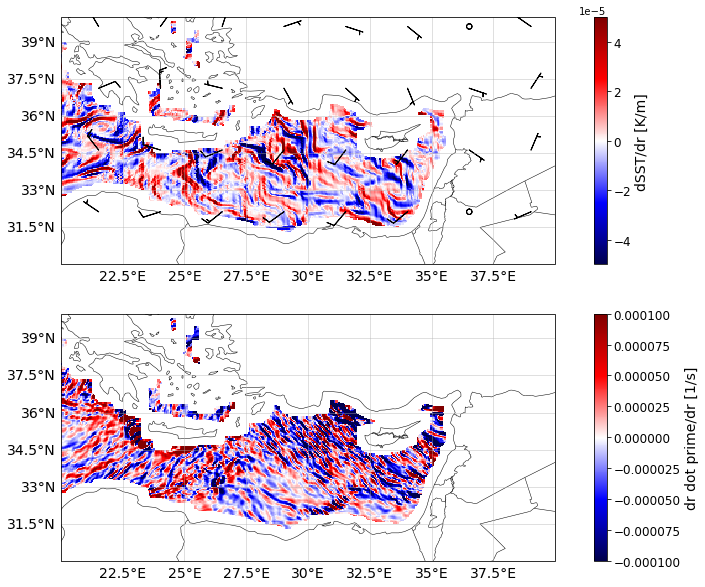 1e−5
39°N
37.5°N
36°N
34.5°N
33°N
31.5°N
22.5°E 25°E 27.5°E 30°E 32.5°E 35°E 37.5°E
4
2
0
−2
−4
dSST/dr [K/m]
39°N
37.5°N
36°N
34.5°N
33°N
31.5°N
22.5°E 25°E 27.5°E 30°E 32.5°E 35°E 37.5°E
0.000100
0.000075
0.000050
0.000025
0.000000
−0.000025
−0.000050
−0.000075
−0.000100
dr dot prime/dr [1/s]